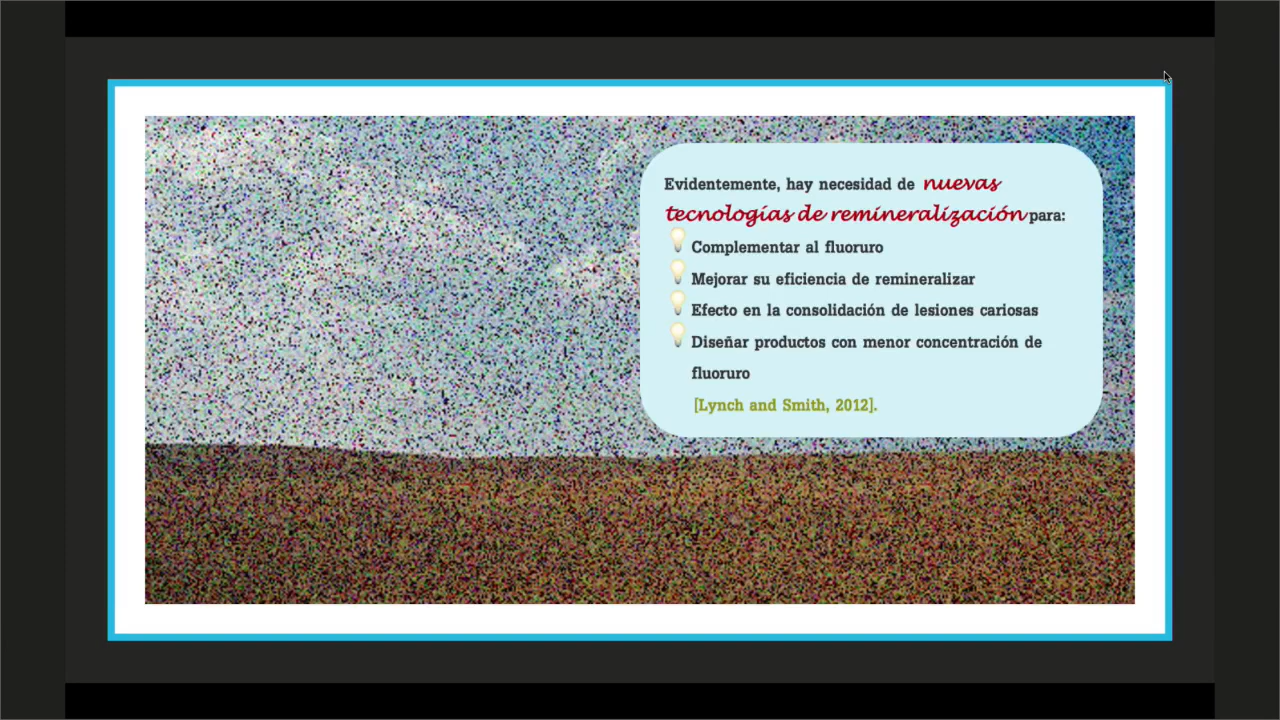 Evidentemente, hay necesidad de nuevas
tecnologías de remineralización para:
Complementar al fluoruro
Mejorar su eficiencia de remineralizar
Efecto en la consolidación de lesiones cariosas
Diseñar productos con menor concentración de
fluoruro
[Lynch and Smith, 2012].